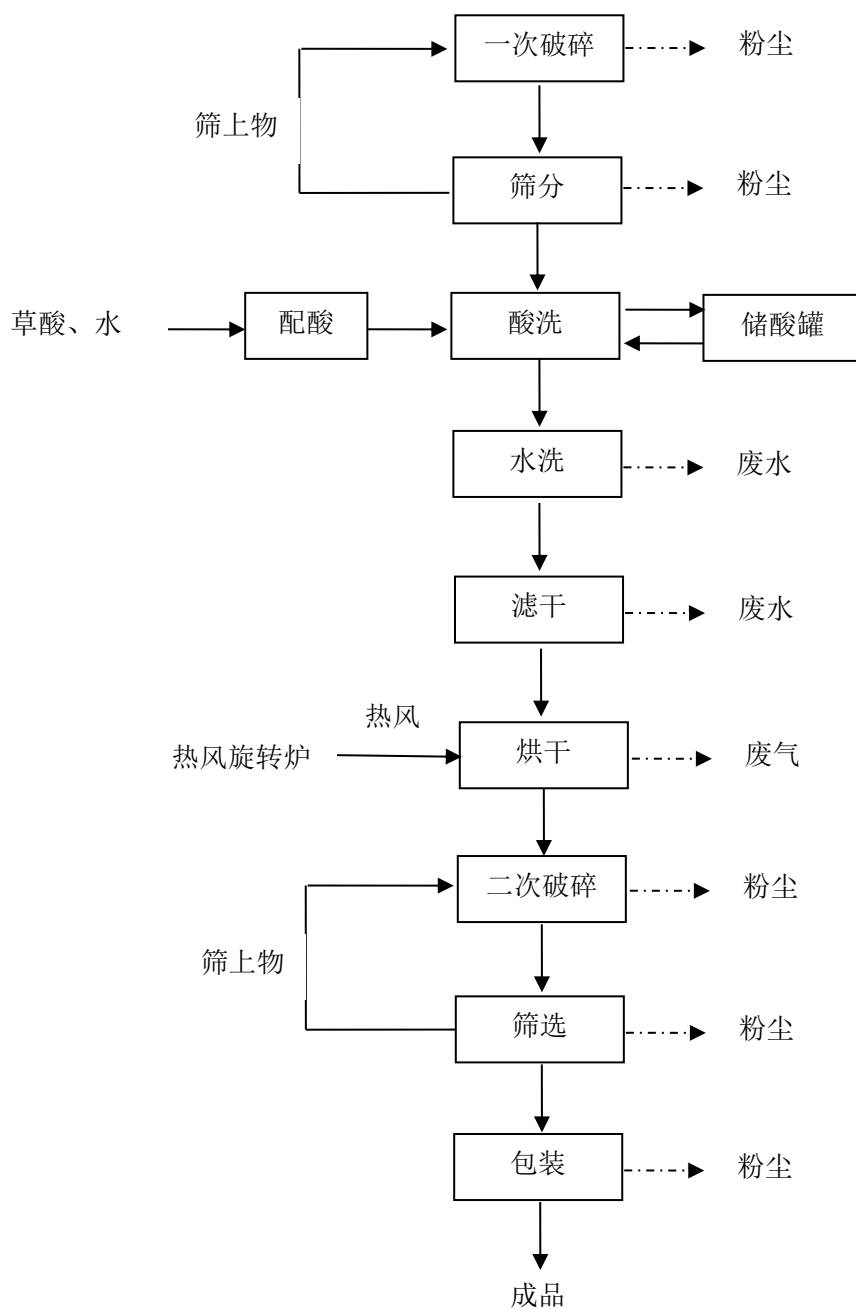 一次破碎
粉尘
筛上物
筛分
粉尘
草酸、水
配酸
酸洗
储酸罐
水洗
废水
滤干
废水
热风
热风旋转炉
烘干
废气
二次破碎
粉尘
筛上物
筛选
粉尘
包装
粉尘
成品